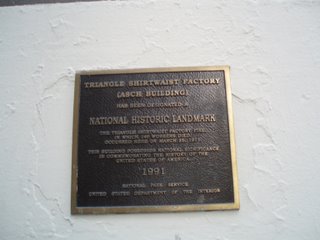 TRIANGLE SHIRTWAIST FACTORY
(ASCH BUILDING)
HAS BEEN DESIGNATED A
NATIONAL HISTORIC LANDMARK
THE TRIANGLE SHIRTWAIST FACTORY FIRE,
IN WHICH 146 WORKERS DIED,
OCCURRED HERE ON MARCH 25, 1911
THIS BUILDING POSSESSES NATIONAL SIGNIFICANCE
IN COMMEMORATING THE HISTORY OF THE
UNITED STATES OF AMERICA
1991
NATIONAL PARK SERVICE
UNITED STATES DEPARTMENT OF THE INTERIOR